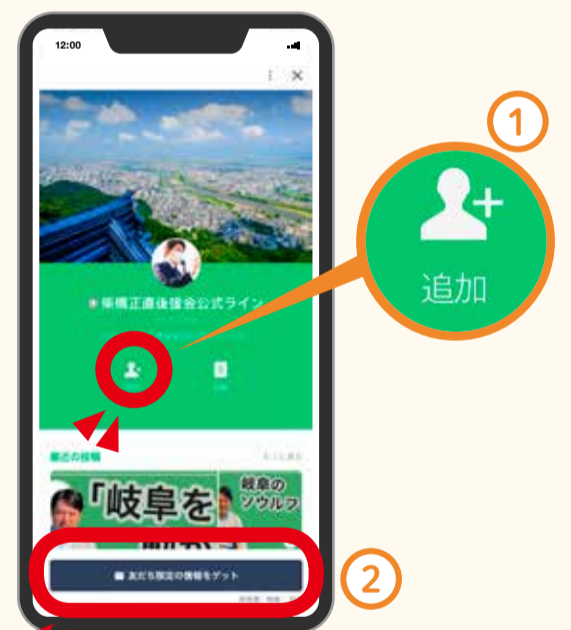 12:00
柴橋正直後援会公式ライン
最近の投稿
「岐阜を
岐阜の
ソウルフ
友だち限定の情報をゲット
①
追加
②